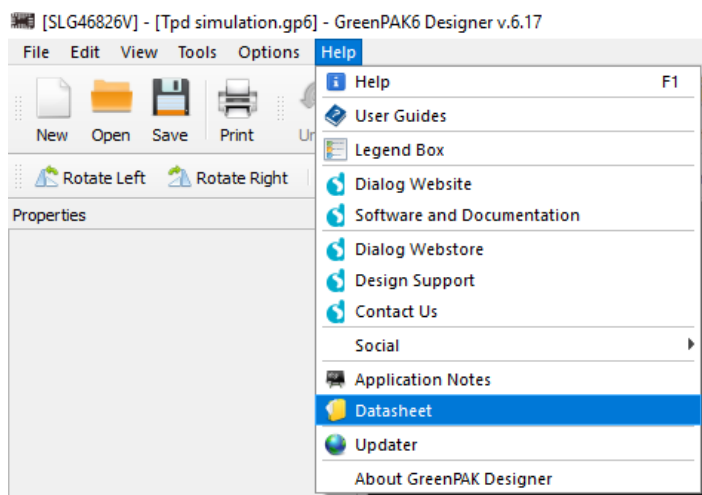 [SLG46826V] - [Tpd simulation.gp6] - GreenPAK6 Designer v.6.17
File Edit View Tools Options Help
New Open Save Print Un
Rotate Left Rotate Right
Properties
Help F1
User Guides
Legend Box
Dialog Website
Software and Documentation
Dialog Webstore
Design Support
Contact Us
Social
Application Notes
Datasheet
Updater
About GreenPAK Designer